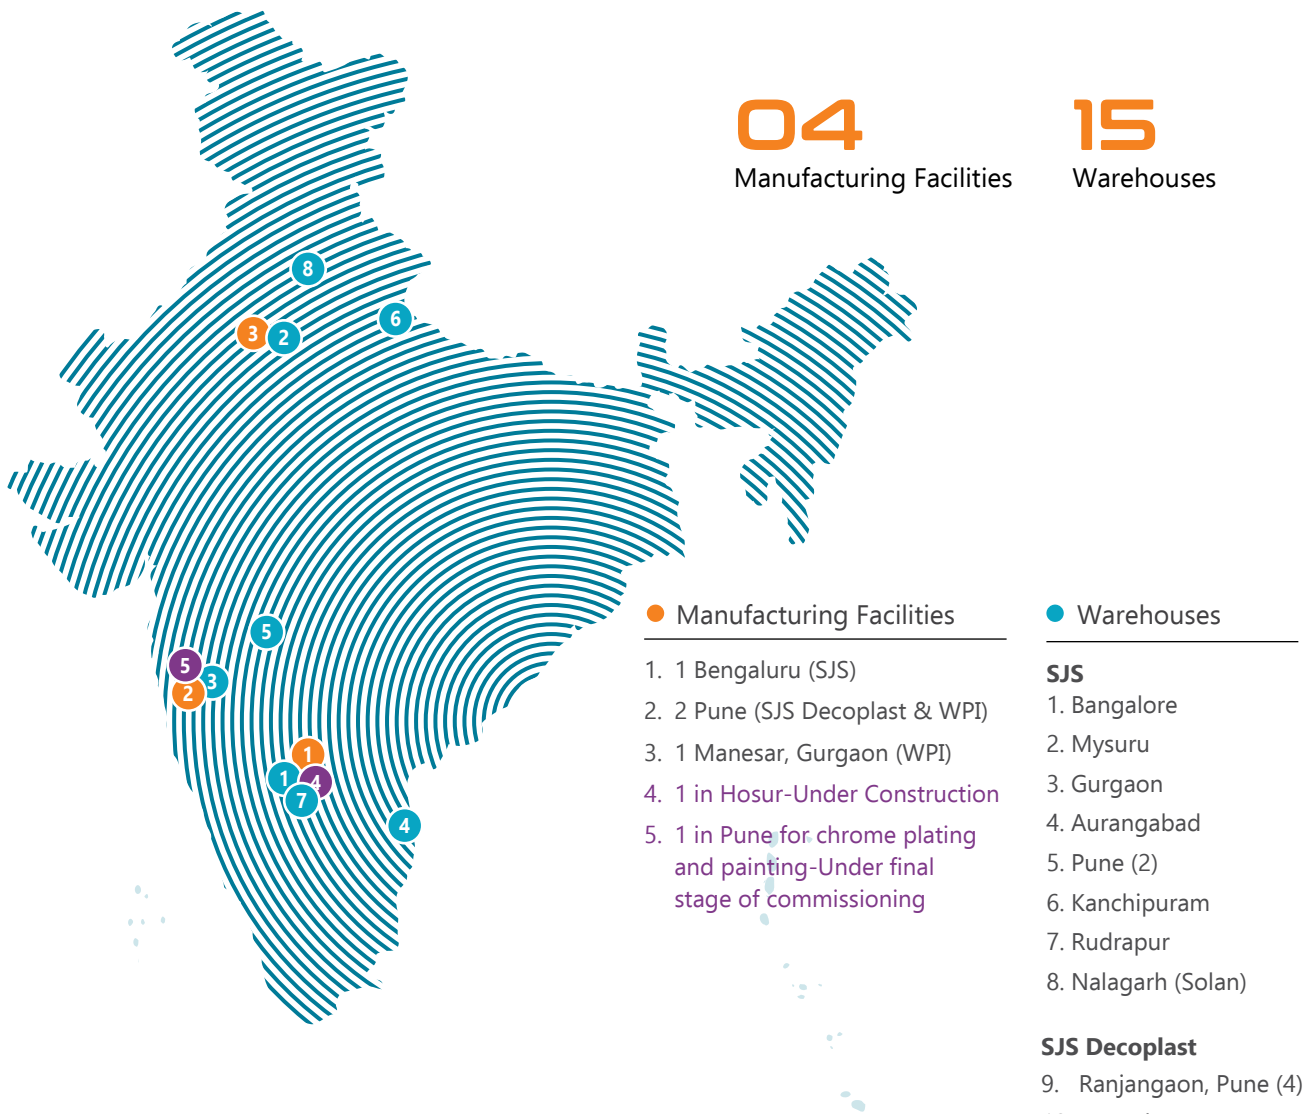 04
Manufacturing Facilities
15
Warehouses
8
3
2
6
5
5
3
2
1
1
4
7
4
Manufacturing Facilities
1. 1 Bengaluru (SJS)
2. 2 Pune (SJS Decoplast & WPI)
3. 1 Manesar, Gurgaon (WPI)
4. 1 in Hosur-Under Construction
5. 1 in Pune for chrome plating
and painting-Under final
stage of commissioning
Warehouses
SJS
1. Bangalore
2. Mysuru
3. Gurgaon
4. Aurangabad
5. Pune (2)
6. Kanchipuram
7. Rudrapur
8. Nalagarh (Solan)
SJS Decoplast
9. Ranjangaon, Pune (4)